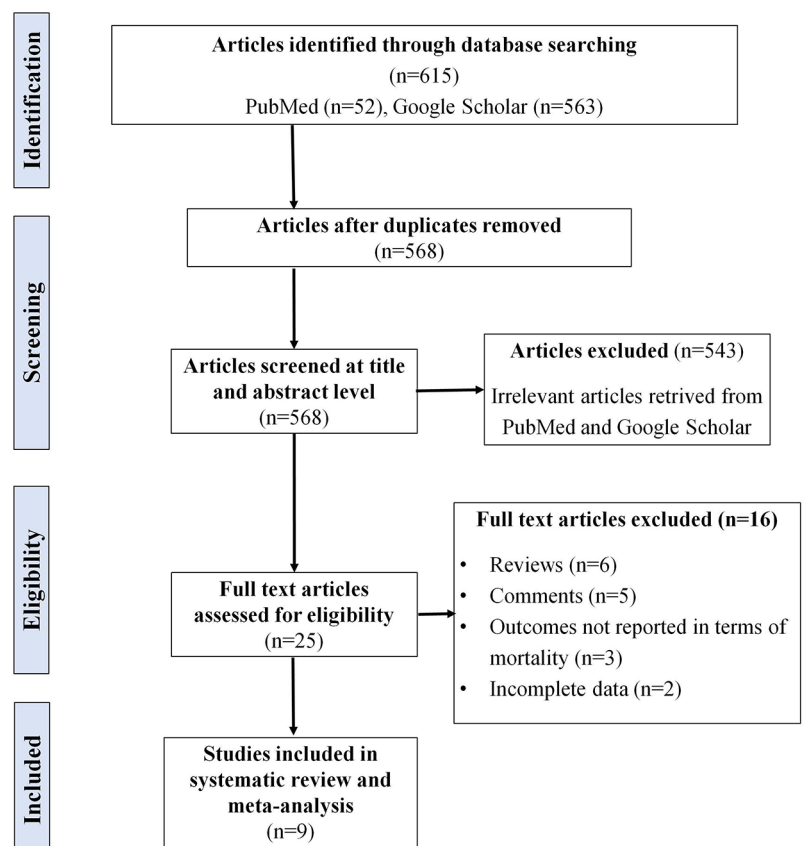 Identification
Articles identified through database searching
(n=615)
PubMed (n=52), Google Scholar (n=563)
Articles after duplicates removed
(n=568)
Screening
Articles screened at title
and abstract level
(n=568)
Articles excluded (n=543)
Irrelevant articles retrived from
PubMed and Google Scholar
Eligibility
Full text articles
assessed for eligibility
(n=25)
Full text articles excluded (n=16)
• Reviews (n=6)
• Comments (n=5)
• Outcomes not reported in terms of
mortality (n=3)
• Incomplete data (n=2)
Included
Studies included in
systematic review and
meta-analysis
(n=9)